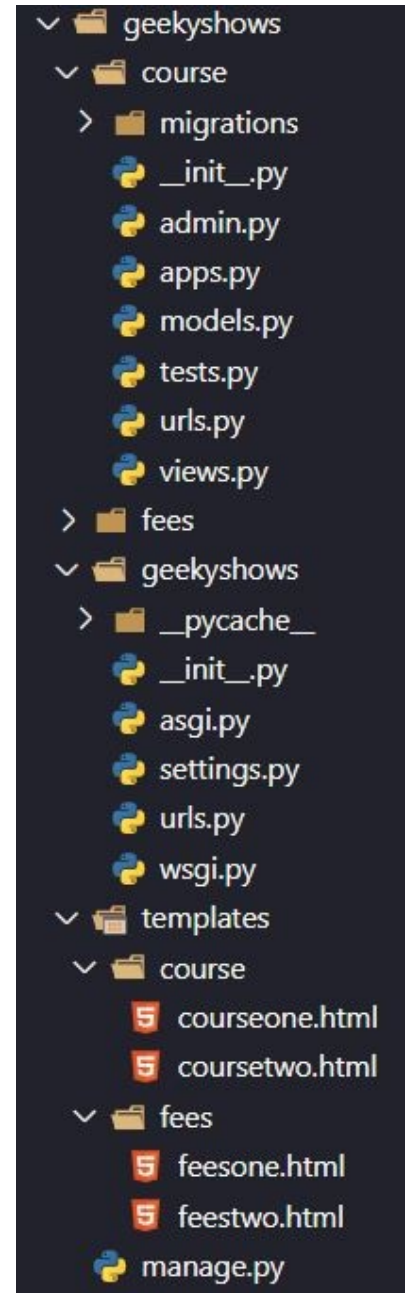 geekyshows
course
migrations
__init__.py
admin.py
apps.py
models.py
tests.py
urls.py
views.py
fees
geekyshows
__pycache__
__init__.py
asgi.py
settings.py
urls.py
wsgi.py
templates
course
courseone.html
coursetwo.html
fees
feesone.html
feestwo.html
manage.py